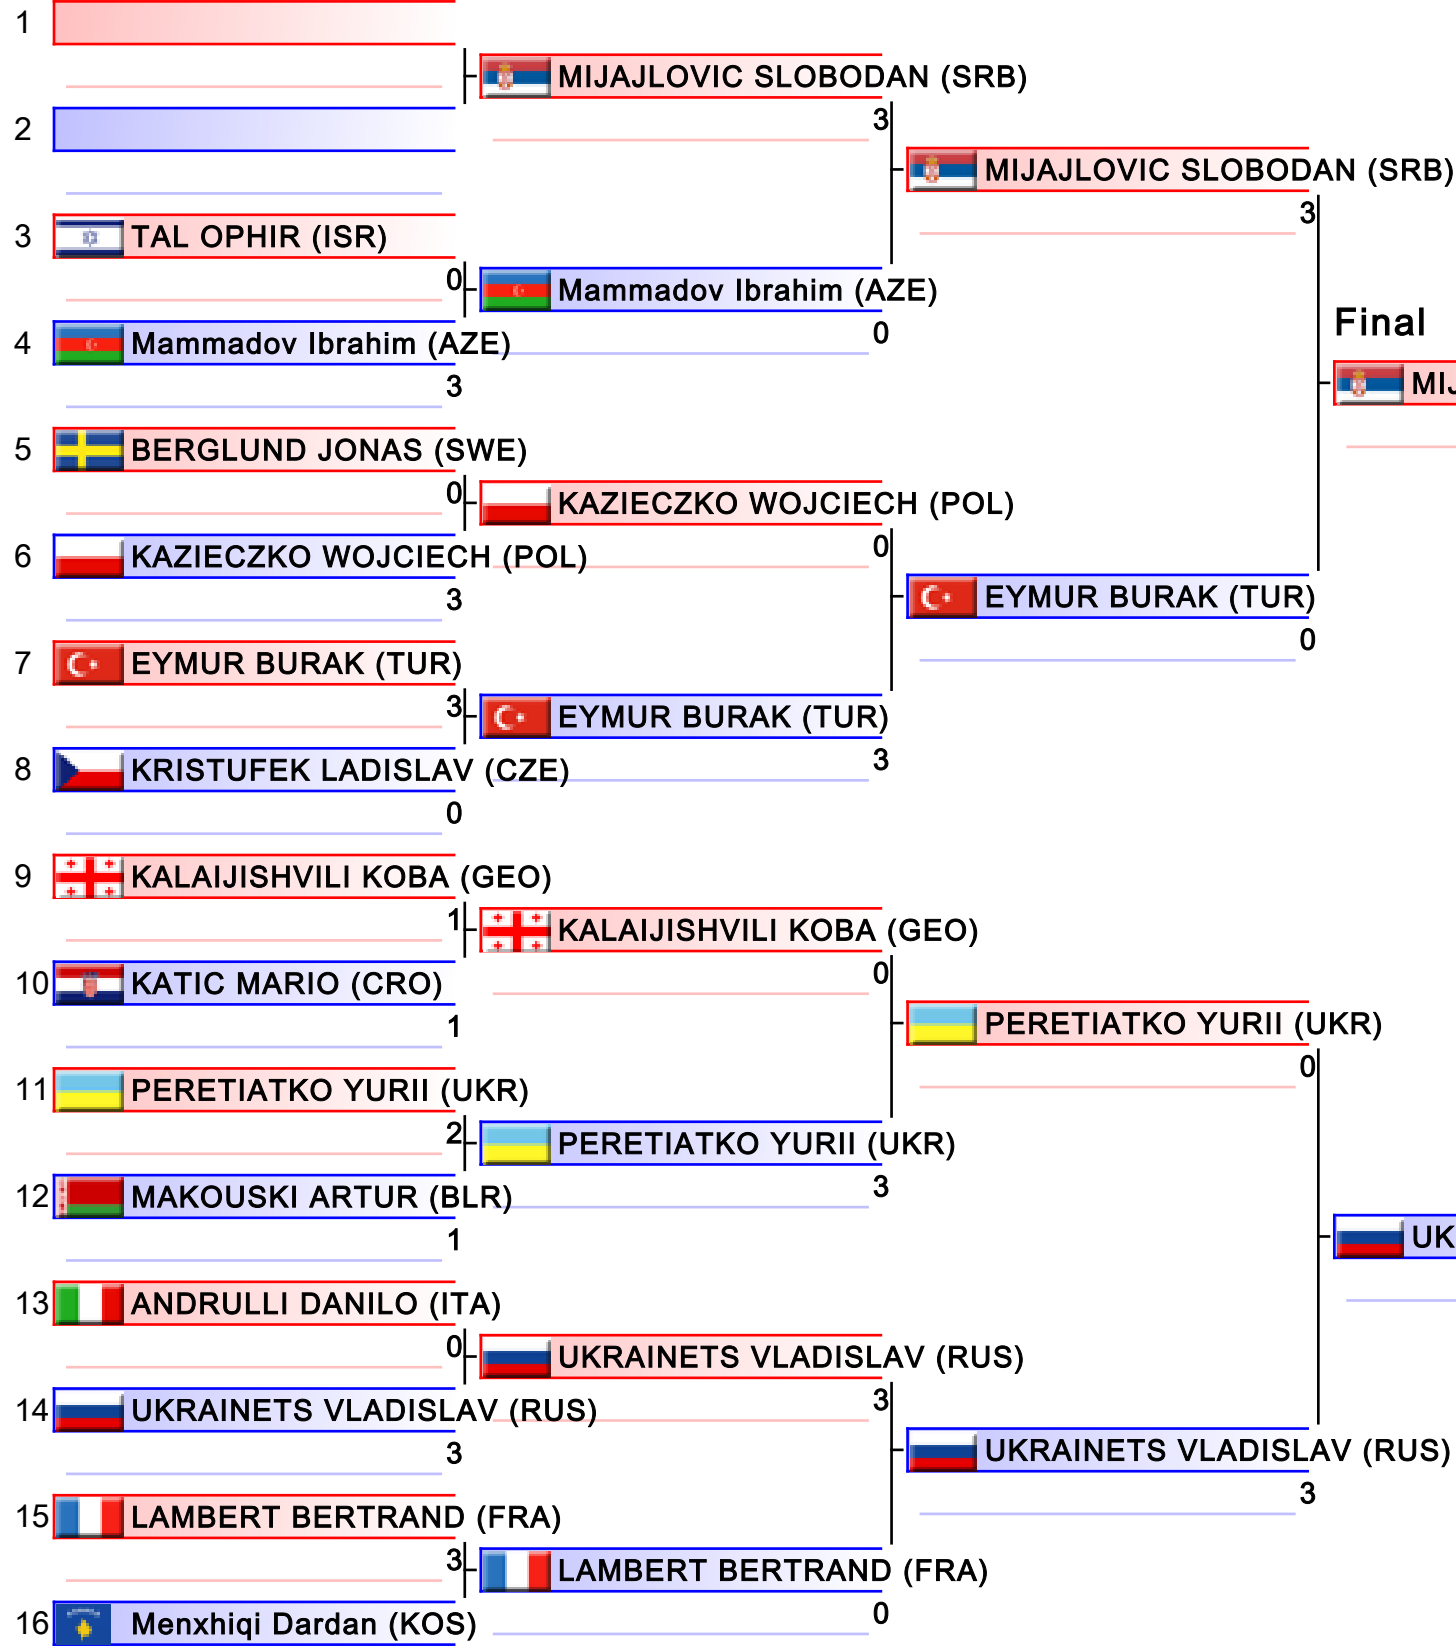 1
MIJAJLOVIC SLOBODAN (SRB)
3
2
MIJAJLOVIC SLOBODAN (SRB)
3
3
TAL OPHIR (ISR)
0
Mammadov Ibrahim (AZE)
0
4
Mammadov Ibrahim (AZE)
3
Final
MIJ
5
BERGLUND JONAS (SWE)
0
KAZIECZKO WOJCIECH (POL)
0
6
KAZIECZKO WOJCIECH (POL)
3
EYMUR BURAK (TUR)
0
7
EYMUR BURAK (TUR)
3
EYMUR BURAK (TUR)
3
8
KRISTUFEK LADISLAV (CZE)
0
9
KALAIJISHVILI KOBA (GEO)
1
KALAIJISHVILI KOBA (GEO)
0
10
KATIC MARIO (CRO)
1
PERETIATKO YURII (UKR)
0
11
PERETIATKO YURII (UKR)
2
PERETIATKO YURII (UKR)
3
12
MAKOUSKI ARTUR (BLR)
1
UK
13
ANDRULLI DANILO (ITA)
0
UKRAINETS VLADISLAV (RUS)
3
14
UKRAINETS VLADISLAV (RUS)
3
UKRAINETS VLADISLAV (RUS)
3
15
LAMBERT BERTRAND (FRA)
3
LAMBERT BERTRAND (FRA)
0
16
Menxhiqi Dardan (KOS)